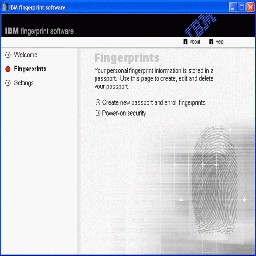 IBM fingerprint software
IBM fingerprint software
IBM
About
Help
Welcome
Fingerprints
Settings
Fingerprints
Your personal fingerprint information is stored in a
passport. Use this page to create, edit and delete
your passport.
Create new passport and enroll fingerprints
Power-on security